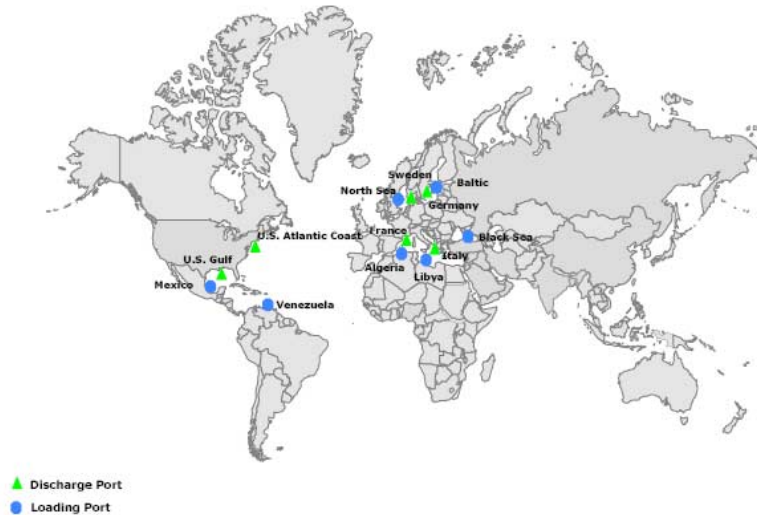 Sweden
North Sea
Baltic
Germany
U.S. Atlantic Coast
France
Black Sea
U.S. Gulf
Italy
Algeria
Libya
Mexico
Venezuela
Discharge Port
Loading Port